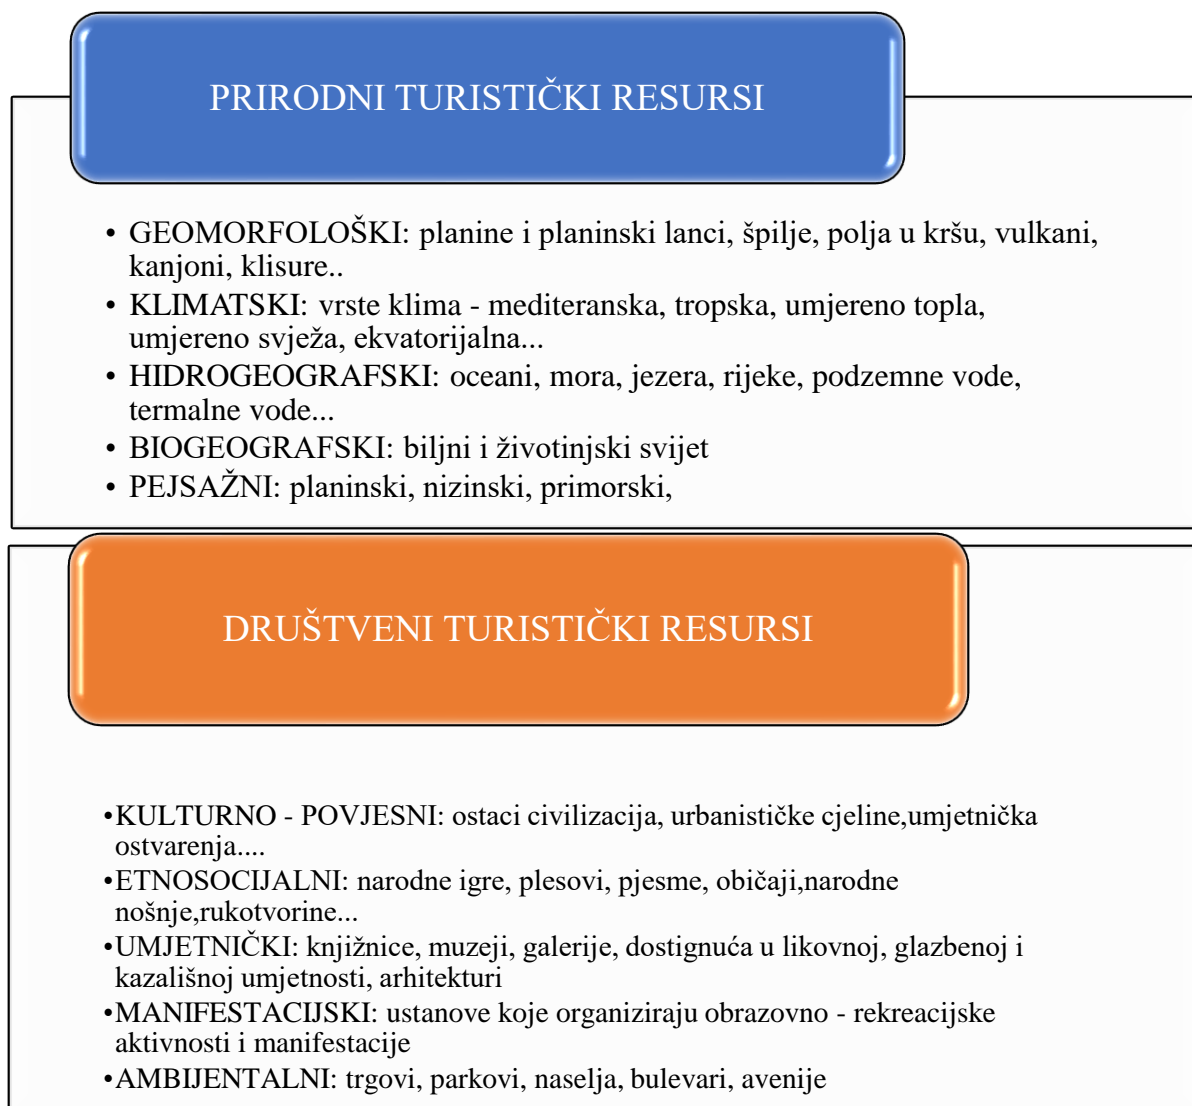 PRIRODNI TURISTIČKI RESURSI
• GEOMORFOLOŠKI: planine i planinski lanci, špilje, polja u kršu, vulkani,
kanjoni, klisure..
• KLIMATSKI: vrste klima - mediteranska, tropska, umjereno topla,
umjereno svježa, ekvatorijalna...
• HIDROGEOGRAFSKI: oceani, mora, jezera, rijeke, podzemne vode,
termalne vode...
• BIOGEOGRAFSKI: biljni i životinjski svijet
• PEJSAŽNI: planinski, nizinski, primorski,
DRUŠTVENI TURISTIČKI RESURSI
•KULTURNO - POVJESNI: ostaci civilizacija, urbanističke cjeline,umjetnička
ostvarenja....
•ETNOSOCIJALNI: narodne igre, plesovi, pjesme, običaji,narodne
nošnje,rukotvorine...
•UMJETNIČKI: knjižnice, muzeji, galerije, dostignuća u likovnoj, glazbenoj i
kazališnoj umjetnosti, arhitekturi
•MANIFESTACIJSKI: ustanove koje organiziraju obrazovno - rekreacijske
aktivnosti i manifestacije
•AMBIJENTALNI: trgovi, parkovi, naselja, bulevari, avenije